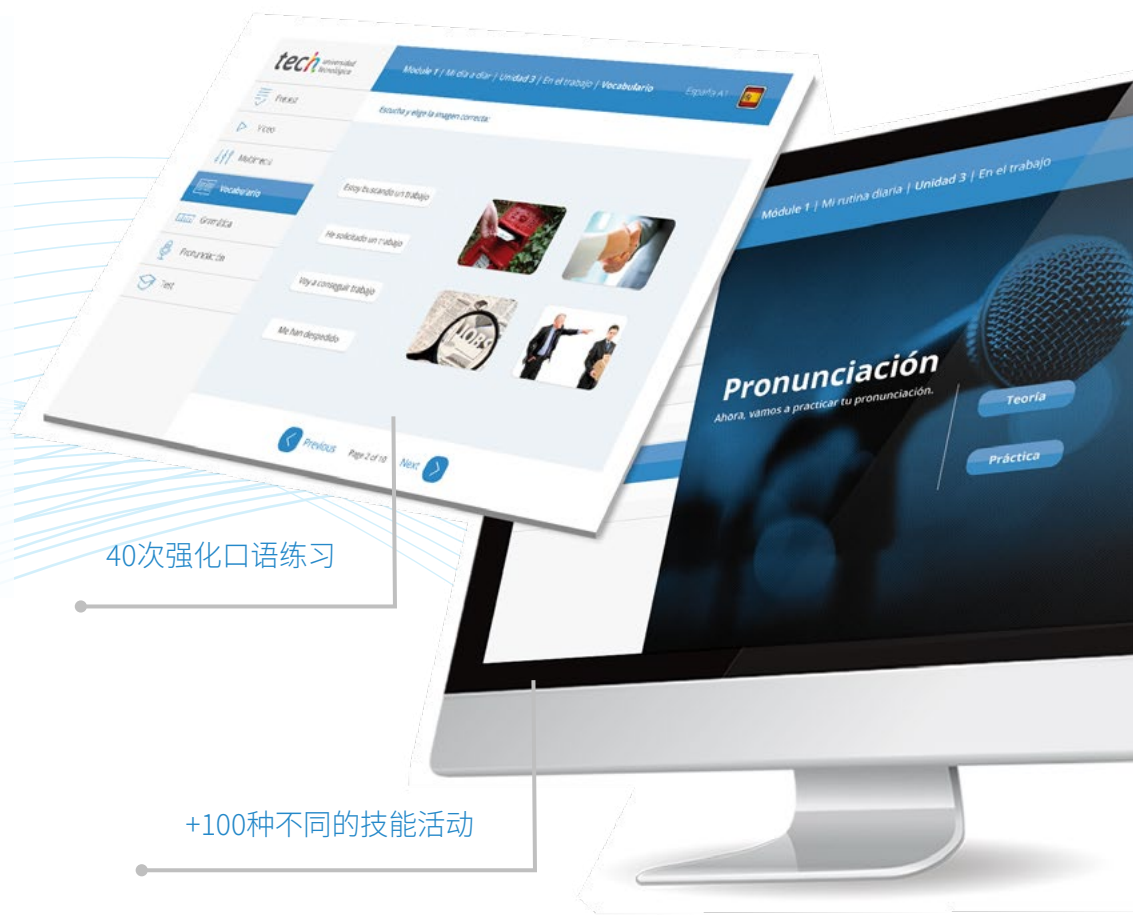 tech universidad
tecnológica
Module 1 | Mi día a diar | Unidad 3 | En el trabajo | Vocabulario
España A1
Escucha y elige la imagen correcta:
Vídeo
Multimedia
Vocabulario
Gramática
Pronunciación
Test
Estoy buscando un trabajo
He solicitado un trabajo
Voy a conseguir trabajo
Me han despedido
JOBS
Previous
Page 2 of 10
Next
Módule 1 | Mi rutina diaria | Unidad 3 | En el trabajo
Pronunciación
Ahora, vamos a practicar tu pronunciación.
Teoría
Práctica
40次强化口语练习
+100种不同的技能活动